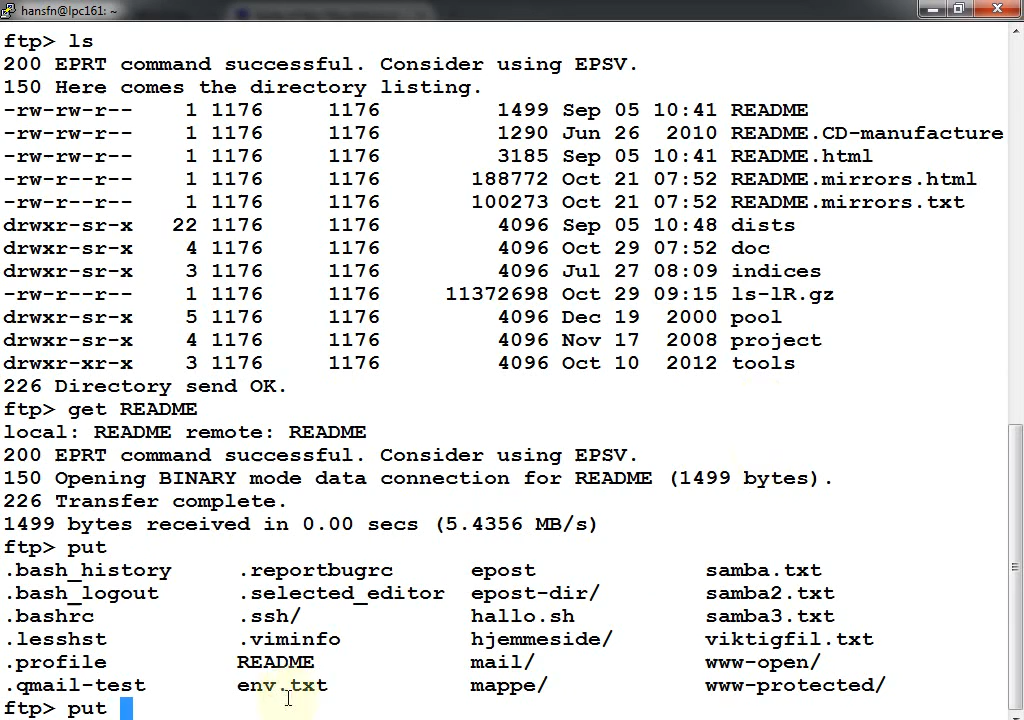 hansfn@lpc161: ~
ftp> ls
200 EPRT command successful. Consider using EPSV.
150 Here comes the directory listing.
-rw-rw-r-- 1 1176 1176 1499 Sep 05 10:41 README
-rw-rw-r-- 1 1176 1176 1290 Jun 26 2010 README.CD-manufacture
-rw-rw-r-- 1 1176 1176 3185 Sep 05 10:41 README.html
-rw-r--r-- 1 1176 1176 188772 Oct 21 07:52 README.mirrors.html
-rw-r--r-- 1 1176 1176 100273 Oct 21 07:52 README.mirrors.txt
drwxr-sr-x 22 1176 1176 4096 Sep 05 10:48 dists
drwxr-sr-x 4 1176 1176 4096 Oct 29 07:52 doc
drwxr-sr-x 3 1176 1176 4096 Jul 27 08:09 indices
-rw-r--r-- 1 1176 1176 11372698 Oct 29 09:15 ls-lR.gz
drwxr-sr-x 5 1176 1176 4096 Dec 19 2000 pool
drwxr-sr-x 4 1176 1176 4096 Nov 17 2008 project
drwxr-xr-x 3 1176 1176 4096 Oct 10 2012 tools
226 Directory send OK.
ftp> get README
local: README remote: README
200 EPRT command successful. Consider using EPSV.
150 Opening BINARY mode data connection for README (1499 bytes).
226 Transfer complete.
1499 bytes received in 0.00 secs (5.4356 MB/s)
ftp> put
.bash_history .reportbugrc epost samba.txt
.bash_logout .selected_editor epost-dir/ samba2.txt
.bashrc .ssh/ hallo.sh samba3.txt
.lesshst .viminfo hjemmeside/ viktigfil.txt
.profile README mail/ www-open/
.qmail-test env.txt mappe/ www-protected/
ftp> put